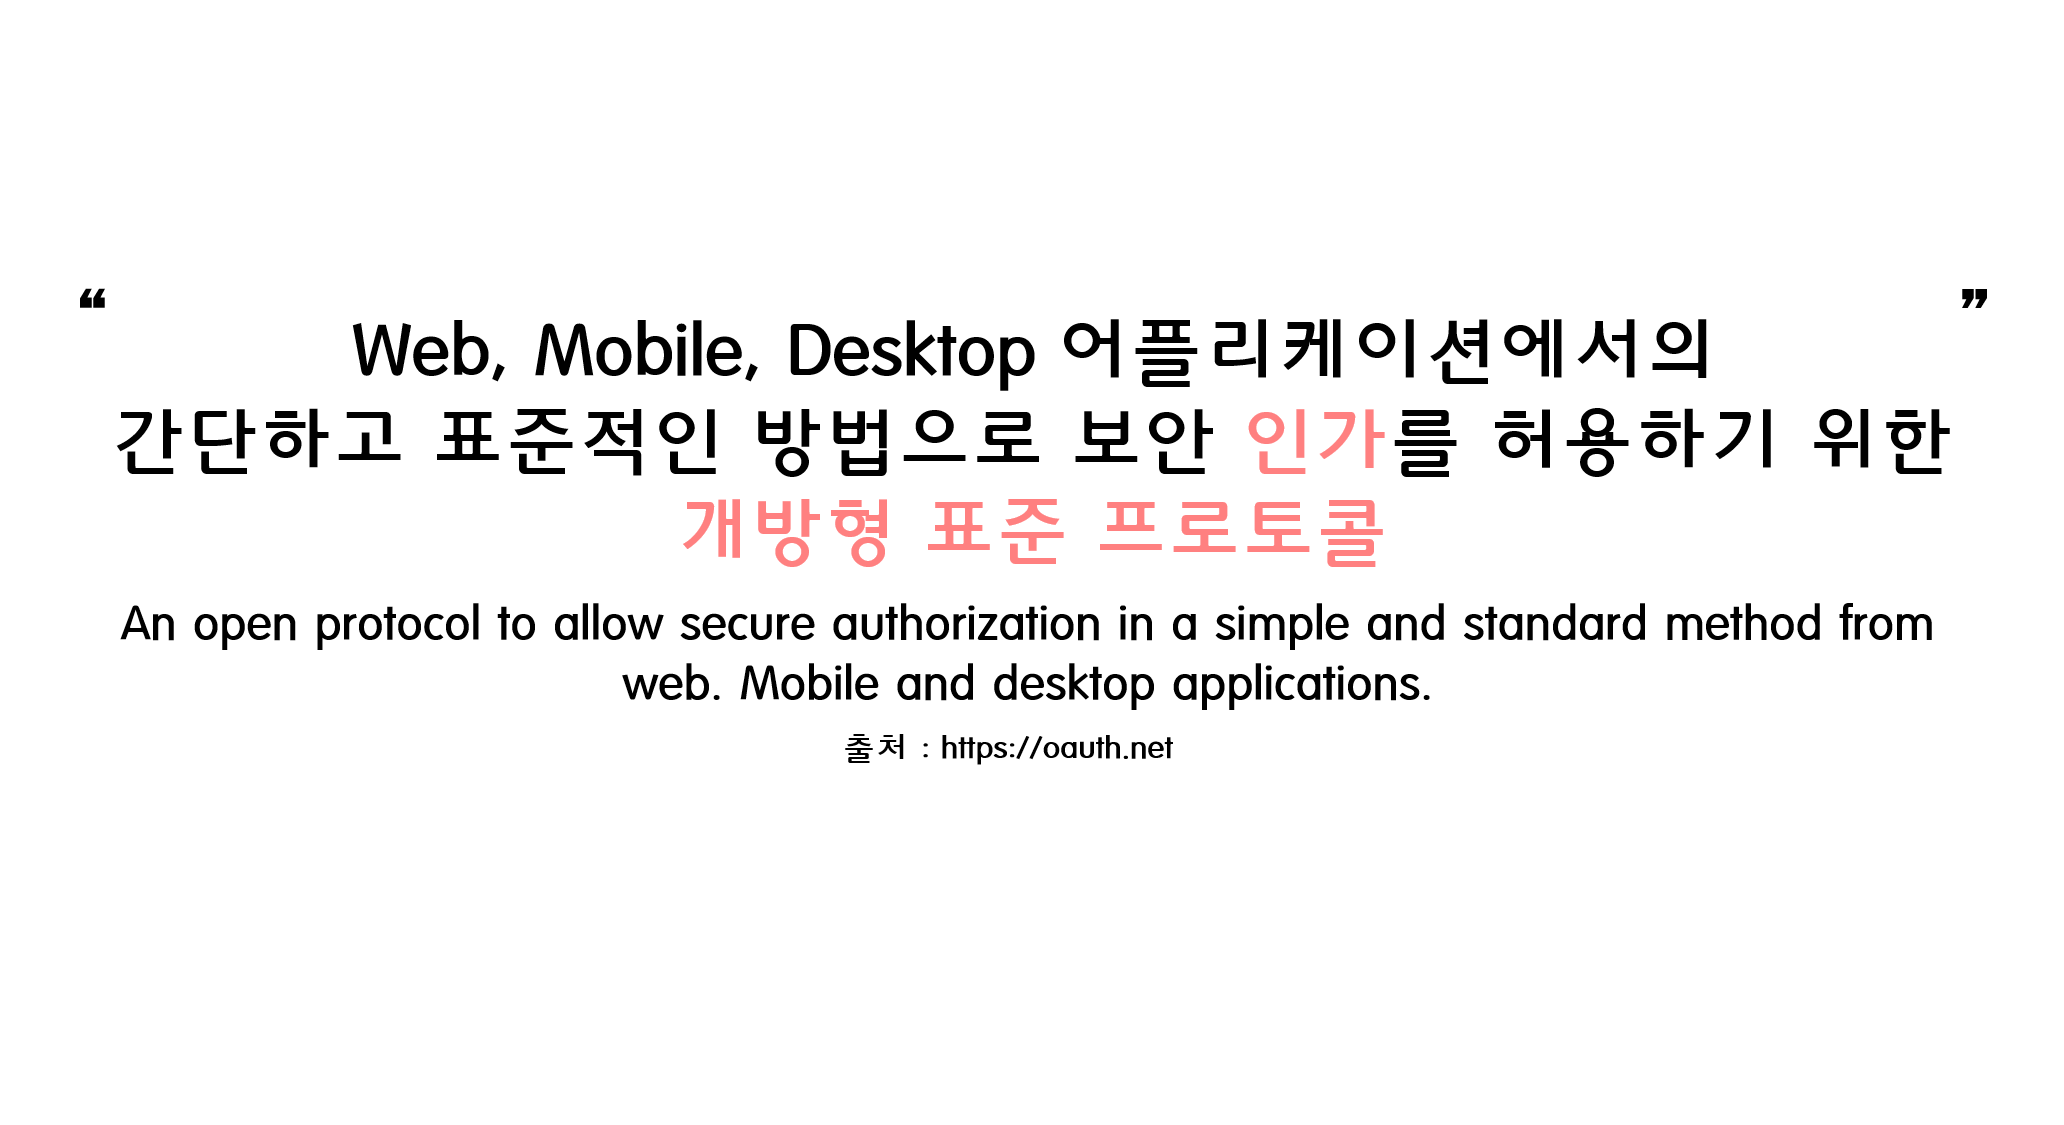 ❝ ❞
Web, Mobile, Desktop 어플리케이션에서의
간단하고 표준적인 방법으로 보안 인가를 허용하기 위한
개방형 표준 프로토콜
An open protocol to allow secure authorization in a simple and standard method from
web. Mobile and desktop applications.
출처 : https://oauth.net